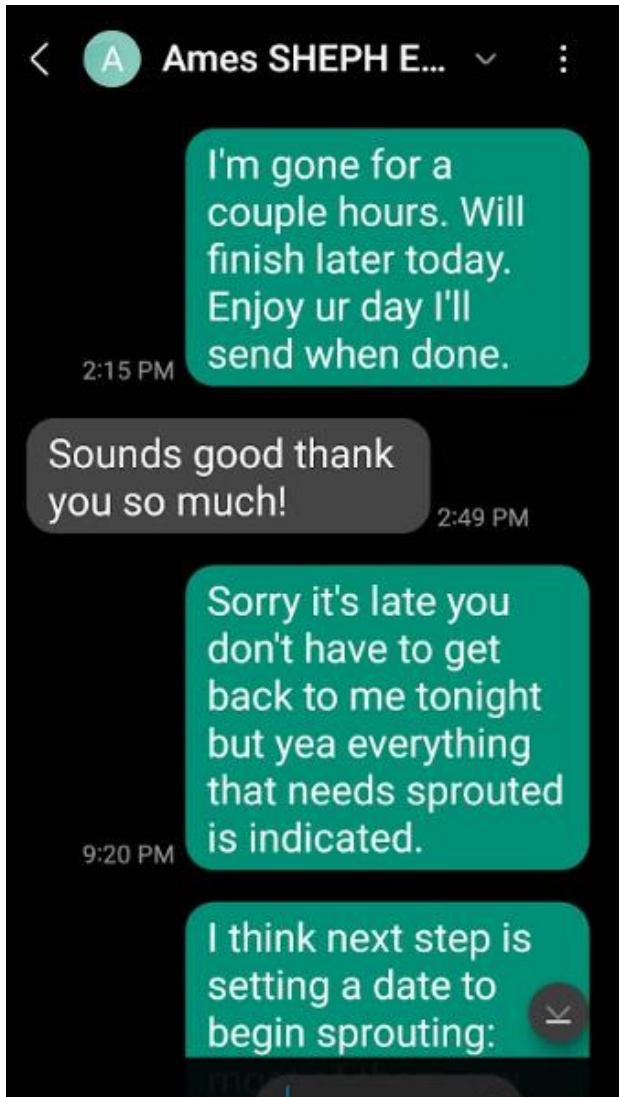 A Ames SHEPH E...
I'm gone for a
couple hours. Will
finish later today.
Enjoy ur day I'll
send when done.
2:15 PM
Sounds good thank
you so much!
2:49 PM
Sorry it's late you
don't have to get
back to me tonight
but yea everything
that needs sprouted
is indicated.
9:20 PM
I think next step is
setting a date to
begin sprouting: